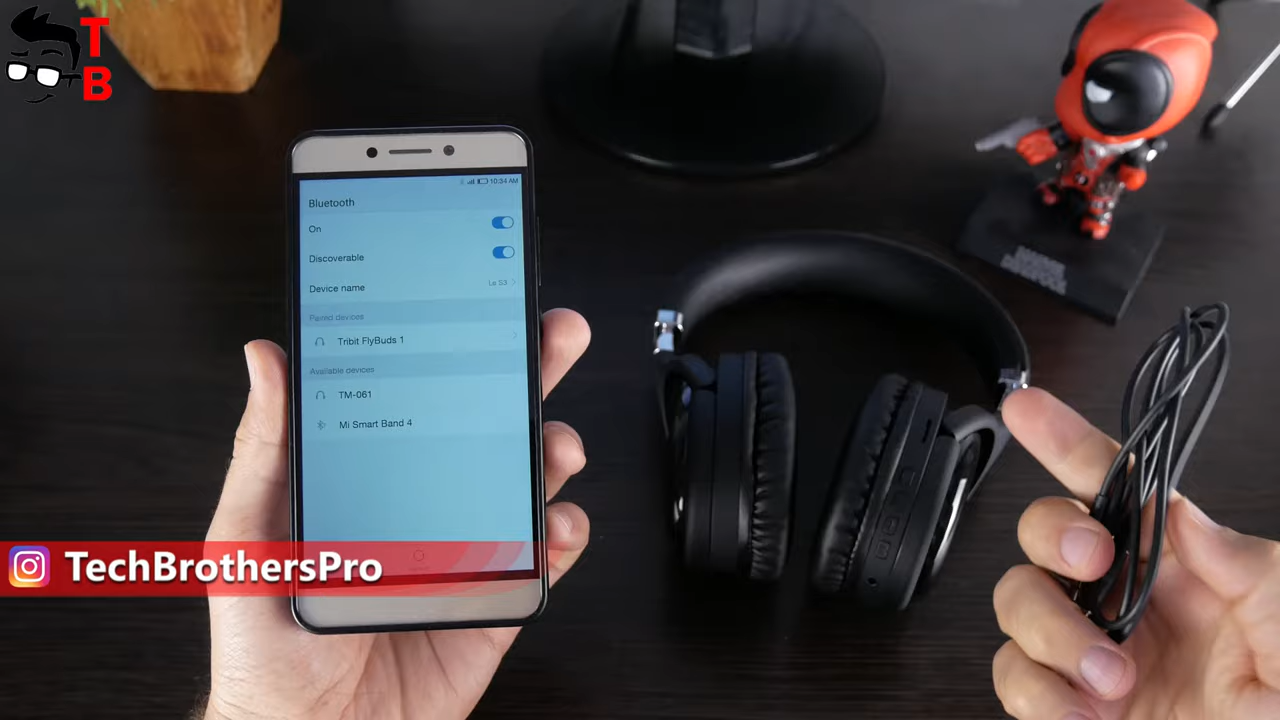 T
B
10:34 AM
Bluetooth
On
Discoverable
Device name
Le S3
Paired devices
Tribit FlyBuds 1
Available devices
TM-061
Mi Smart Band 4
TechBrothersPro